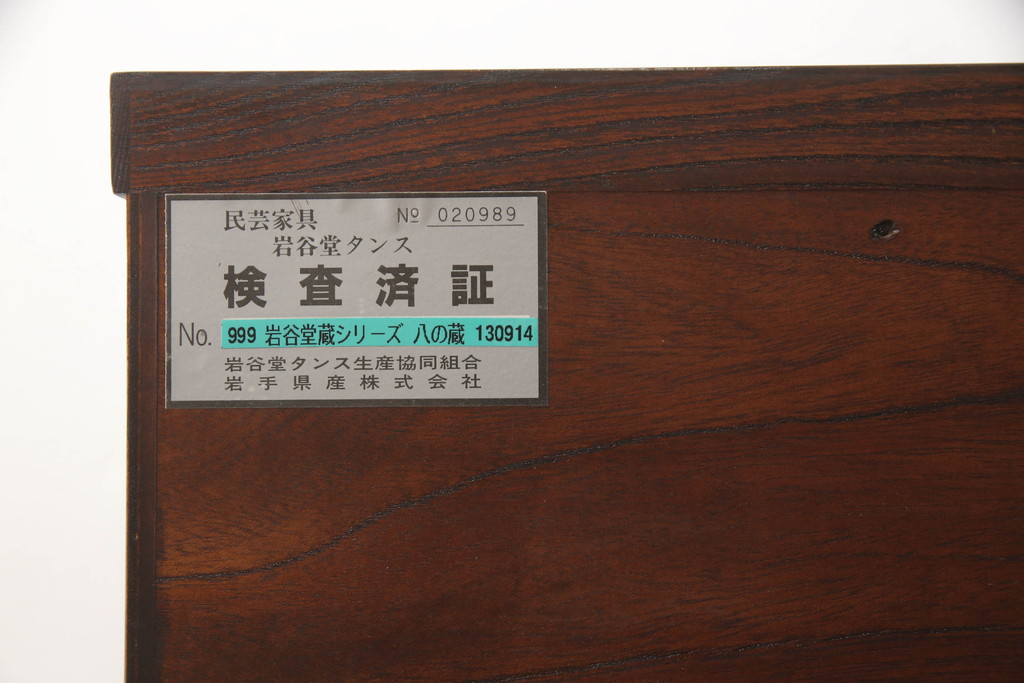 民芸家具 № 020989
岩谷堂タンス
検査済証
No. 999 岩谷堂蔵シリーズ 八の蔵 130914
岩谷堂タンス生産協同組合
岩手県産株式会社